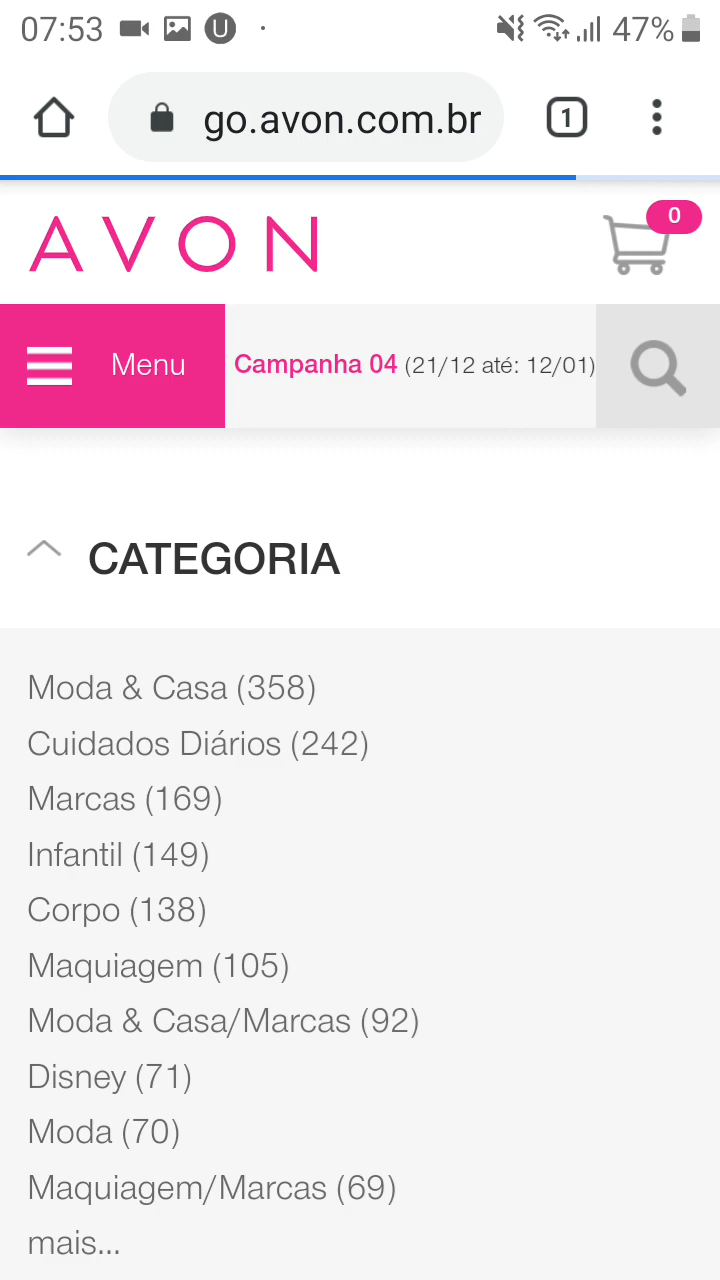 07:53 U 47%
go.avon.com.br 1
AVON 0
Menu Campanha 04 (21/12 até: 12/01)
CATEGORIA
Moda & Casa (358)
Cuidados Diários (242)
Marcas (169)
Infantil (149)
Corpo (138)
Maquiagem (105)
Moda & Casa/Marcas (92)
Disney (71)
Moda (70)
Maquiagem/Marcas (69)
mais...